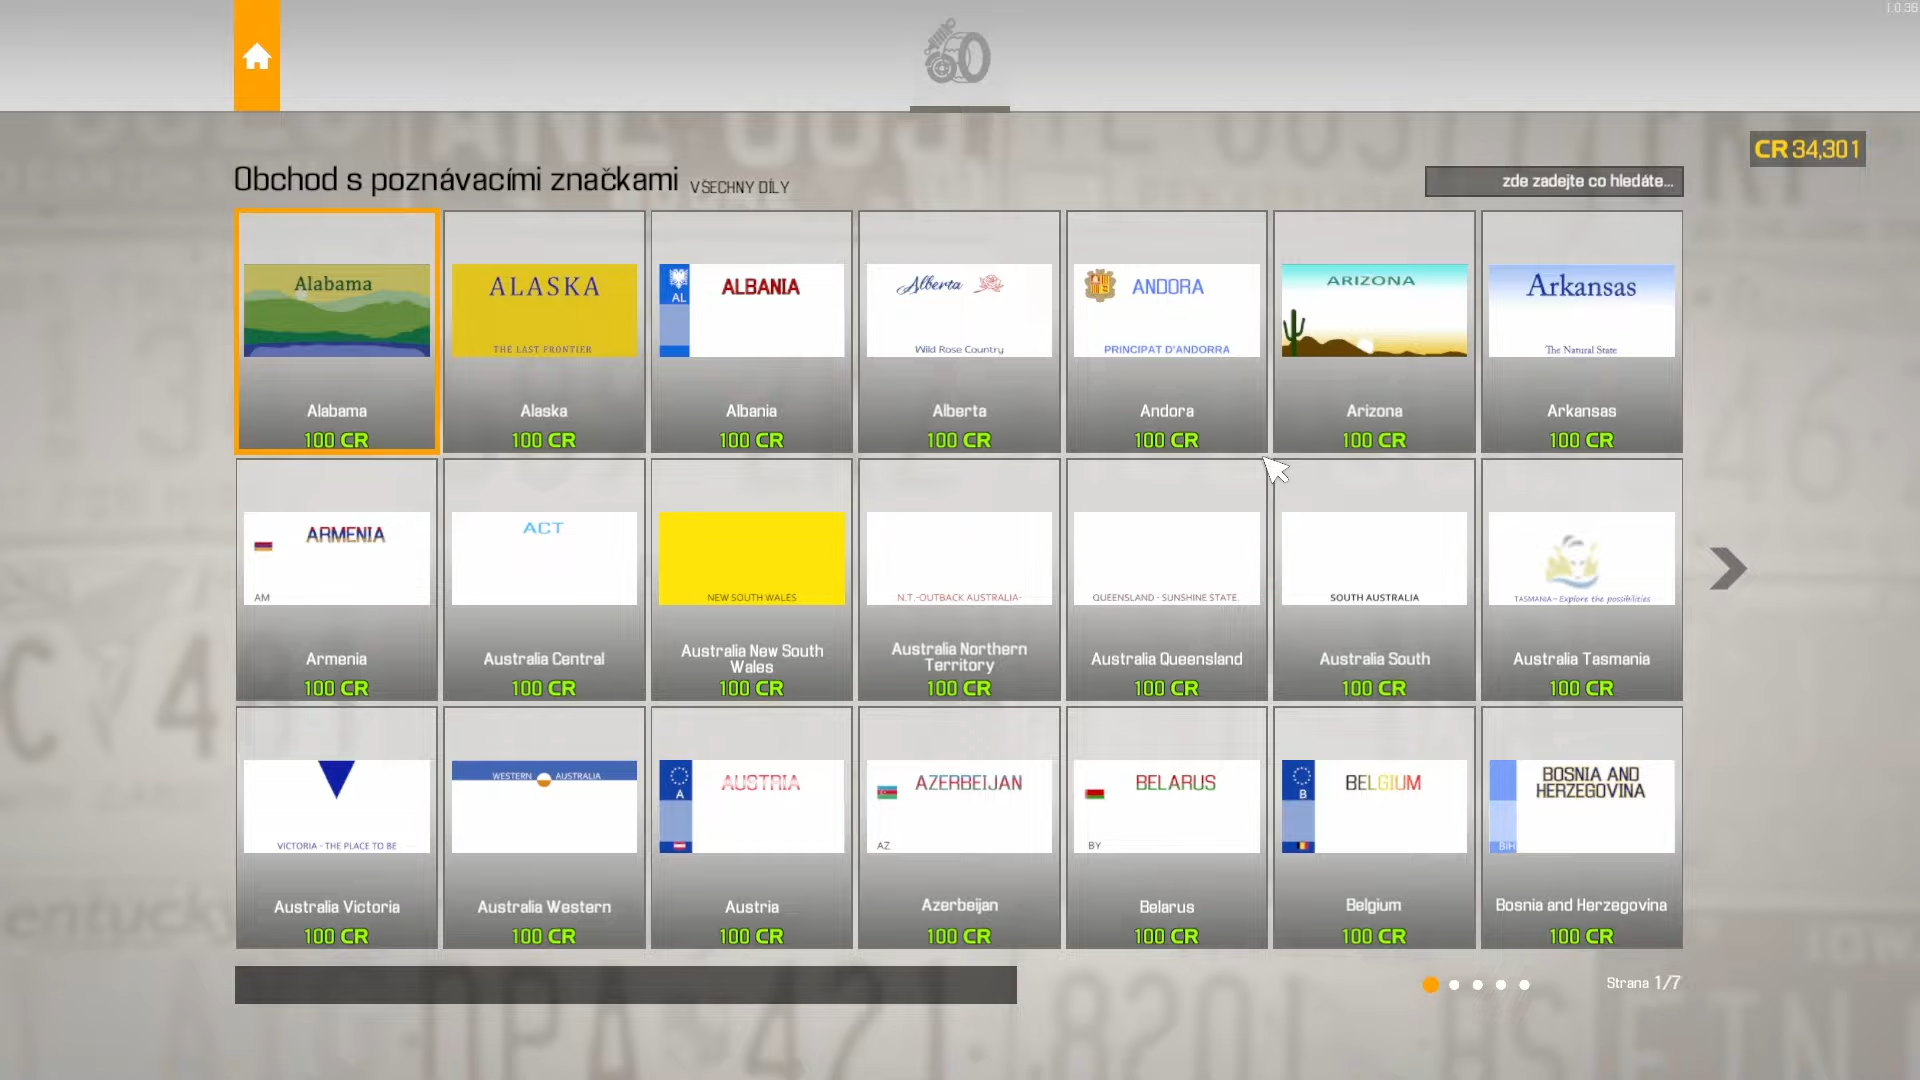 1.0.36
CR 34,301
Obchod s poznávacími značkami VŠECHNY DÍLY
zde zadejte co hledáte...
Alabama
ALASKA
THE LAST FRONTIER
AL
ALBANIA
Alberta
Wild Rose Country
ANDORA
PRINCIPAT D'ANDORRA
ARIZONA
Arkansas
The Natural State
Alabama
Alaska
Albania
Alberta
Andora
Arizona
Arkansas
100 CR
100 CR
100 CR
100 CR
100 CR
100 CR
100 CR
ARMENIA
AM
ACT
NEW SOUTH WALES
N.T.-OUTBACK AUSTRALIA-
QUEENSLAND - SUNSHINE STATE
SOUTH AUSTRALIA
TASMANIA - Explore the possibilities
Armenia
Australia Central
Australia New South
Wales
Australia Northern
Territory
Australia Queensland
Australia South
Australia Tasmania
100 CR
100 CR
100 CR
100 CR
100 CR
100 CR
100 CR
VICTORIA - THE PLACE TO BE
WESTERN AUSTRALIA
A
AUSTRIA
AZERBEIJAN
AZ
BELARUS
BY
B
BELGIUM
BOSNIA AND
HERZEGOVINA
BIH
Australia Victoria
Australia Western
Austria
Azerbeijan
Belarus
Belgium
Bosnia and Herzegovina
100 CR
100 CR
100 CR
100 CR
100 CR
100 CR
100 CR
Strana 1/7